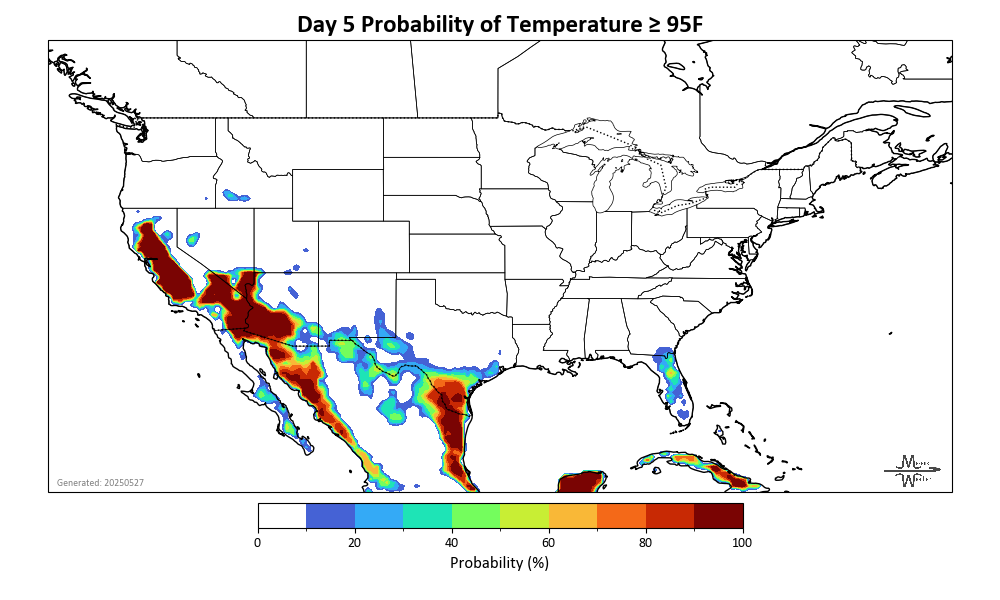 Day 5 Probability of Temperature ≥ 95F
Generated: 20250527
0 20 40 60 80 100
Probability (%)